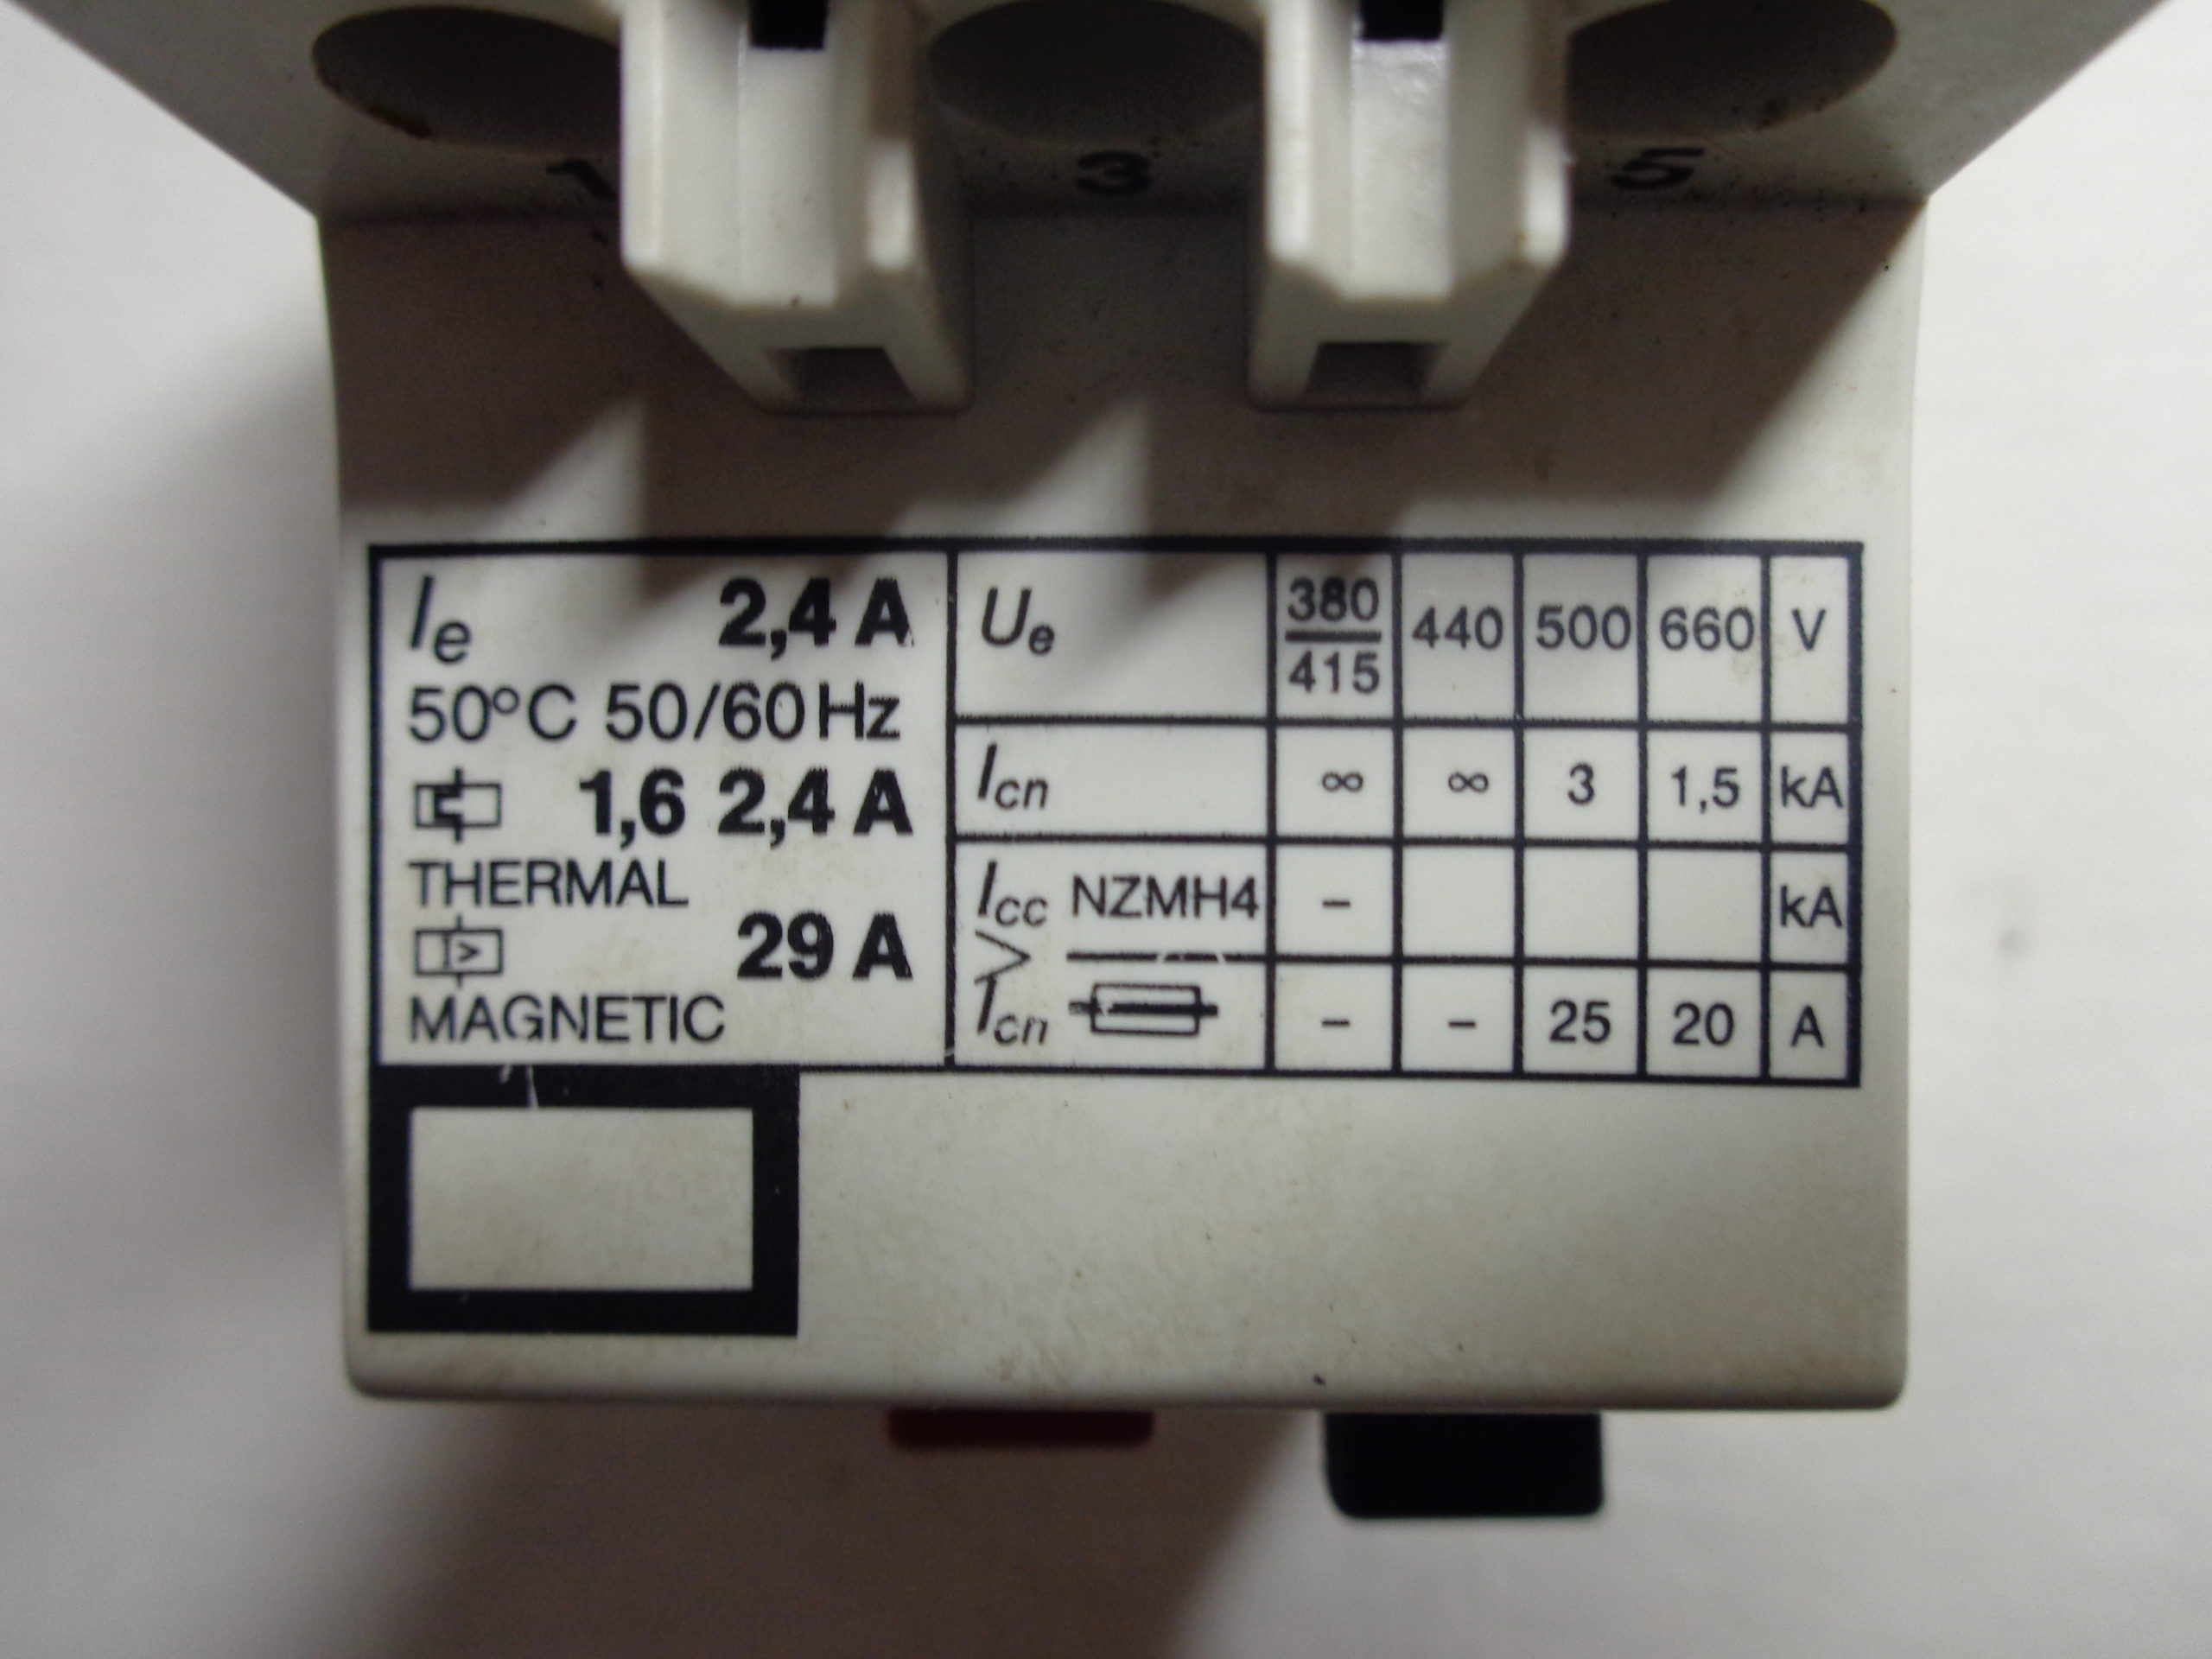 1 3 5
Ie 2,4 A
50°C 50/60 Hz
1,6 2,4 A
THERMAL
29 A
MAGNETIC
Ue 380/415 440 500 660 V
Icn ∞ ∞ 3 1,5 kA
Icc NZMH4 – kA
>
Icn – – 25 20 A